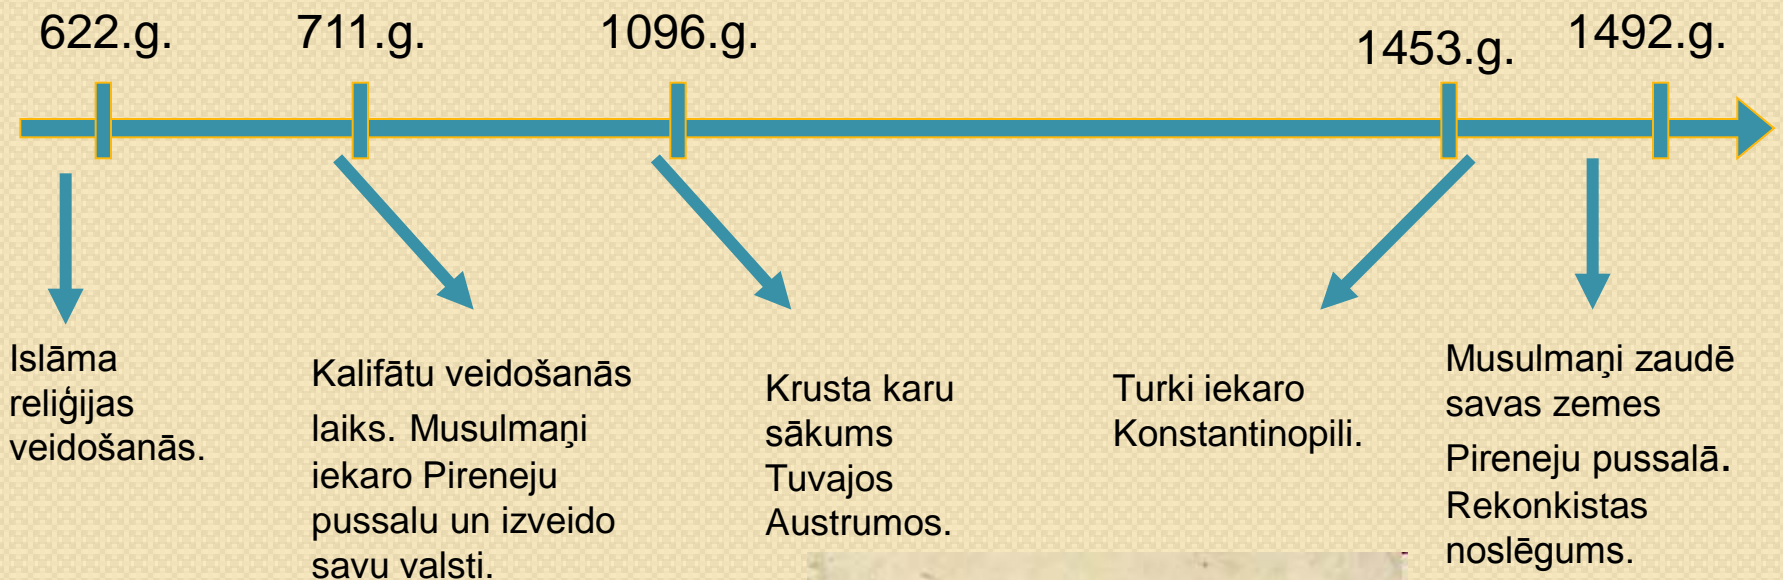 622.g.
711.g.
1096.g.
1453.g.
1492.g.
Islāma
reliģijas
veidošanās.
Kalifātu veidošanās
laiks. Musulmaņi
iekaro Pireneju
pussalu un izveido
savu valsti.
Krusta karu
sākums
Tuvajos
Austrumos.
Turki iekaro
Konstantinopili.
Musulmaņi zaudē
savas zemes
Pireneju pussalā.
Rekonkistas
noslēgums.